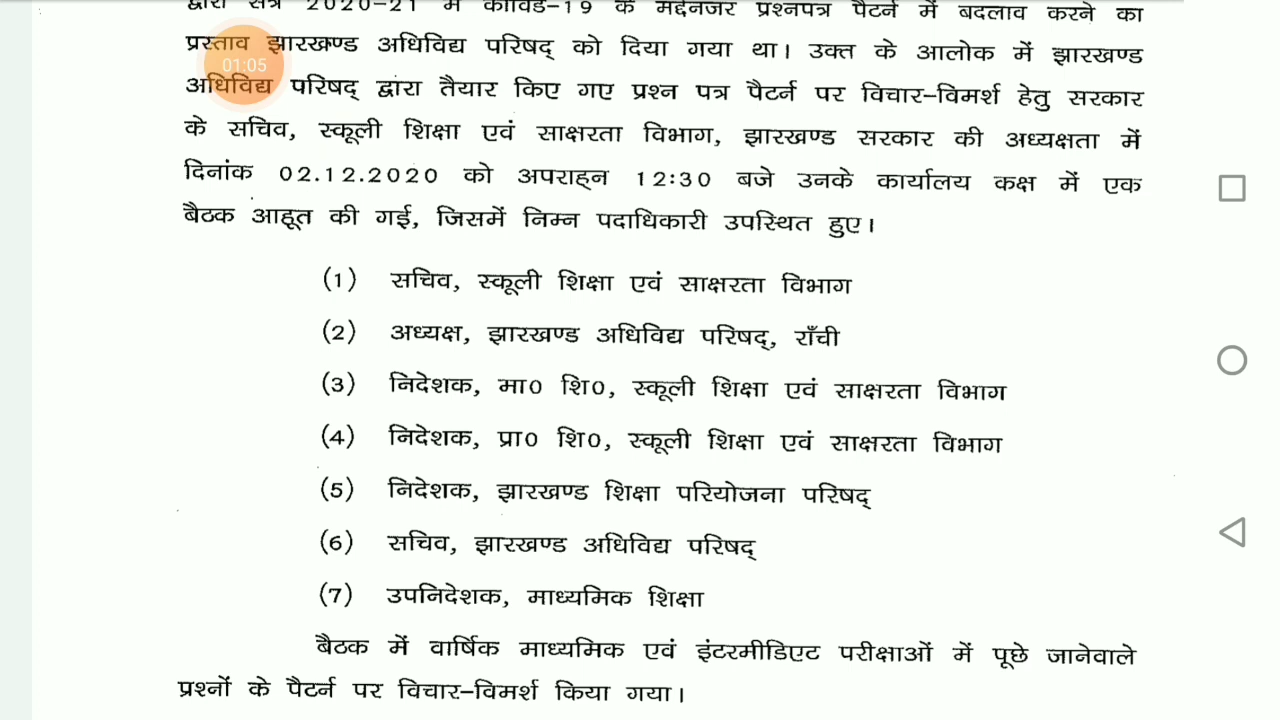 द्वारा सत्र 2020-21 में कोविड-19 के मद्देनजर प्रश्नपत्र पैटर्न में बदलाव करने का
प्रस्ताव झारखण्ड अधिविद्य परिषद् को दिया गया था। उक्त के आलोक में झारखण्ड
01:05
अधिविद्य परिषद् द्वारा तैयार किए गए प्रश्न पत्र पैटर्न पर विचार-विमर्श हेतु सरकार
के सचिव, स्कूली शिक्षा एवं साक्षरता विभाग, झारखण्ड सरकार की अध्यक्षता में
दिनांक 02.12.2020 को अपराह्न 12:30 बजे उनके कार्यालय कक्ष में एक
बैठक आहूत की गई, जिसमें निम्न पदाधिकारी उपस्थित हुए।
(1) सचिव, स्कूली शिक्षा एवं साक्षरता विभाग
(2) अध्यक्ष, झारखण्ड अधिविद्य परिषद्, राँची
(3) निदेशक, मा0 शि0, स्कूली शिक्षा एवं साक्षरता विभाग
(4) निदेशक, प्रा0 शि0, स्कूली शिक्षा एवं साक्षरता विभाग
(5) निदेशक, झारखण्ड शिक्षा परियोजना परिषद्
(6) सचिव, झारखण्ड अधिविद्य परिषद्
(7) उपनिदेशक, माध्यमिक शिक्षा
बैठक में वार्षिक माध्यमिक एवं इंटरमीडिएट परीक्षाओं में पूछे जानेवाले
प्रश्नों के पैटर्न पर विचार-विमर्श किया गया।